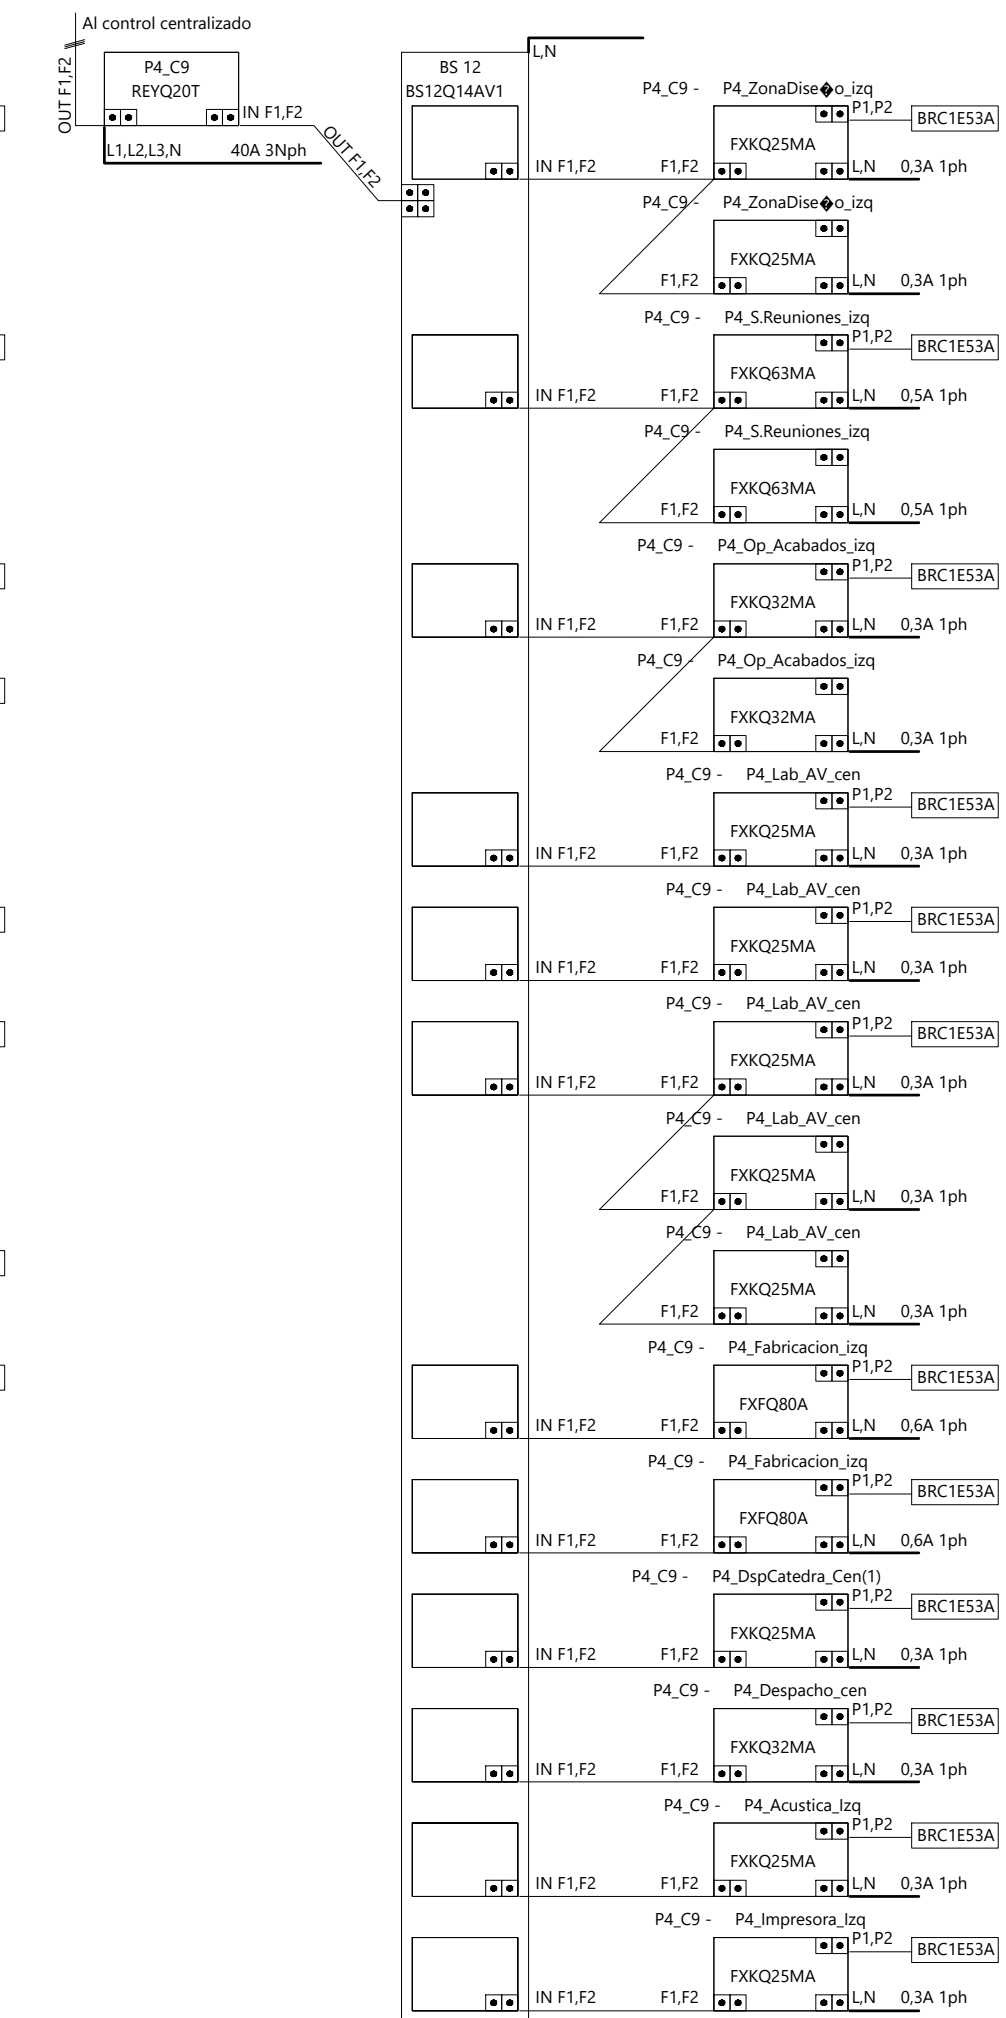 Al control centralizado
OUT F1,F2
P4_C9
REYQ20T
IN F1,F2
L1,L2,L3,N 40A 3Nph
OUT F1,F2
BS 12
BS12Q14AV1
L,N
P4_C9 - P4_ZonaDise�o_izq
P1,P2
BRC1E53A
FXKQ25MA
IN F1,F2 F1,F2 L,N 0,3A 1ph
P4_C9 - P4_ZonaDise�o_izq
FXKQ25MA
F1,F2 L,N 0,3A 1ph
P4_C9 - P4_S.Reuniones_izq
P1,P2
BRC1E53A
FXKQ63MA
IN F1,F2 F1,F2 L,N 0,5A 1ph
P4_C9 - P4_S.Reuniones_izq
FXKQ63MA
F1,F2 L,N 0,5A 1ph
P4_C9 - P4_Op_Acabados_izq
P1,P2
BRC1E53A
FXKQ32MA
IN F1,F2 F1,F2 L,N 0,3A 1ph
P4_C9 - P4_Op_Acabados_izq
FXKQ32MA
F1,F2 L,N 0,3A 1ph
P4_C9 - P4_Lab_AV_cen
P1,P2
BRC1E53A
FXKQ25MA
IN F1,F2 F1,F2 L,N 0,3A 1ph
P4_C9 - P4_Lab_AV_cen
P1,P2
BRC1E53A
FXKQ25MA
IN F1,F2 F1,F2 L,N 0,3A 1ph
P4_C9 - P4_Lab_AV_cen
P1,P2
BRC1E53A
FXKQ25MA
IN F1,F2 F1,F2 L,N 0,3A 1ph
P4_C9 - P4_Lab_AV_cen
FXKQ25MA
F1,F2 L,N 0,3A 1ph
P4_C9 - P4_Lab_AV_cen
FXKQ25MA
F1,F2 L,N 0,3A 1ph
P4_C9 - P4_Fabricacion_izq
P1,P2
BRC1E53A
FXFQ80A
IN F1,F2 F1,F2 L,N 0,6A 1ph
P4_C9 - P4_Fabricacion_izq
P1,P2
BRC1E53A
FXFQ80A
IN F1,F2 F1,F2 L,N 0,6A 1ph
P4_C9 - P4_DspCatedra_Cen(1)
P1,P2
BRC1E53A
FXKQ25MA
IN F1,F2 F1,F2 L,N 0,3A 1ph
P4_C9 - P4_Despacho_cen
P1,P2
BRC1E53A
FXKQ32MA
IN F1,F2 F1,F2 L,N 0,3A 1ph
P4_C9 - P4_Acustica_Izq
P1,P2
BRC1E53A
FXKQ25MA
IN F1,F2 F1,F2 L,N 0,3A 1ph
P4_C9 - P4_Impresora_Izq
P1,P2
BRC1E53A
FXKQ25MA
IN F1,F2 F1,F2 L,N 0,3A 1ph